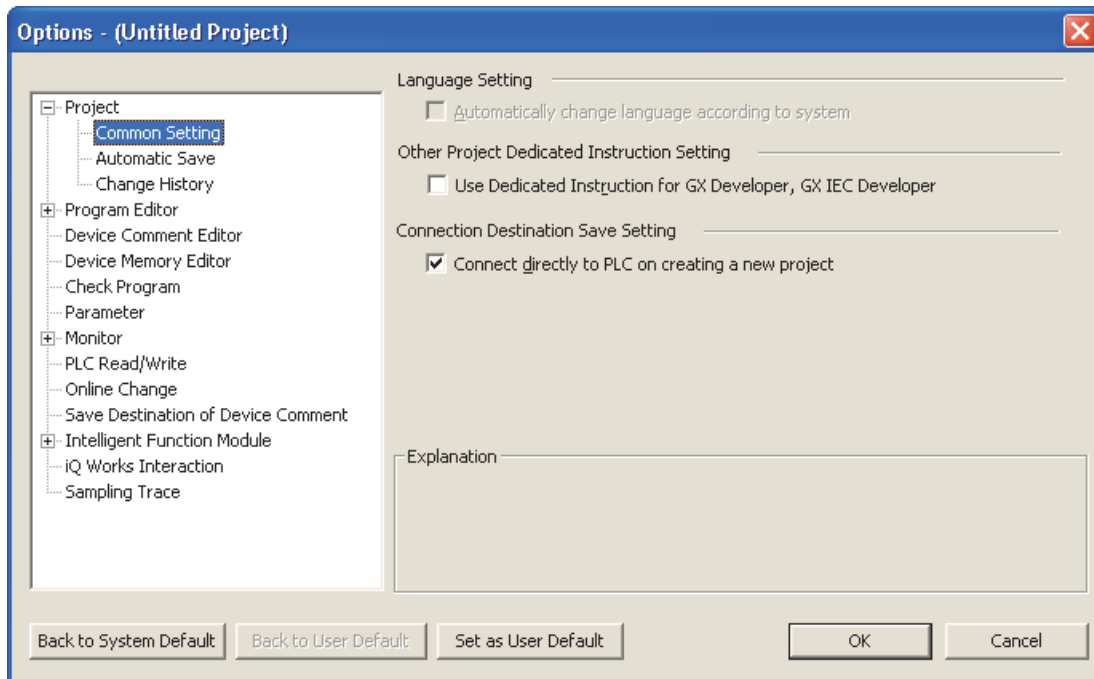 Options - (Untitled Project)
Project
Common Setting
Automatic Save
Change History
Program Editor
Device Comment Editor
Device Memory Editor
Check Program
Parameter
Monitor
PLC Read/Write
Online Change
Save Destination of Device Comment
Intelligent Function Module
iQ Works Interaction
Sampling Trace
Language Setting
Automatically change language according to system
Other Project Dedicated Instruction Setting
Use Dedicated Instruction for GX Developer, GX IEC Developer
Connection Destination Save Setting
Connect directly to PLC on creating a new project
Explanation
Back to System Default
Back to User Default
Set as User Default
OK
Cancel